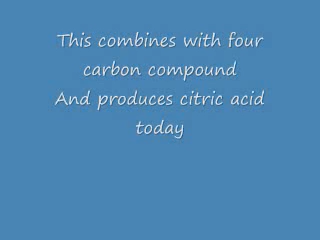 This combines with four
carbon compound
And produces citric acid
today